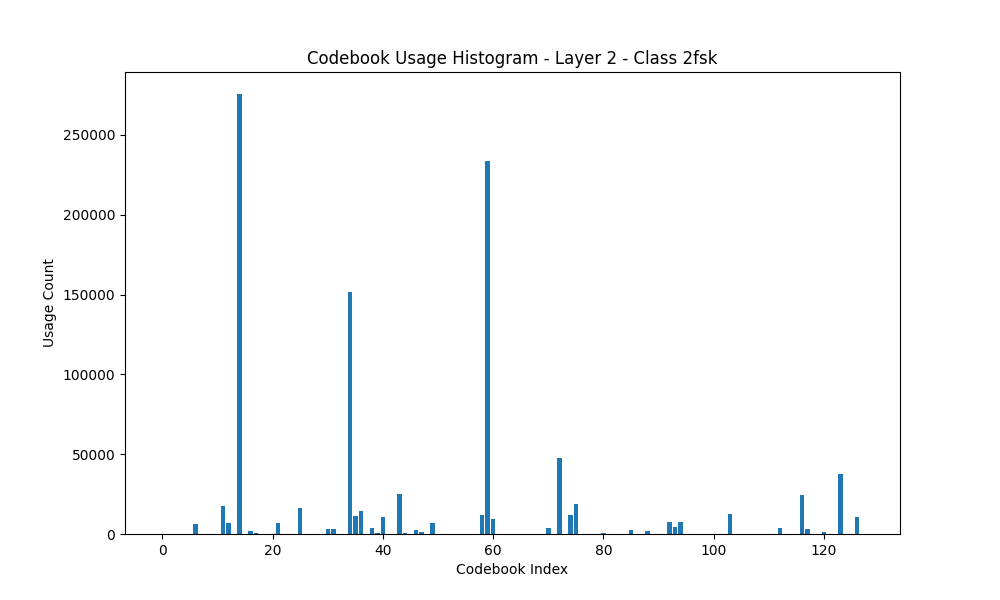 Codebook Usage Histogram - Layer 2 - Class 2fsk
250000
200000
150000
100000
50000
0
Usage Count
0 20 40 60 80 100 120
Codebook Index